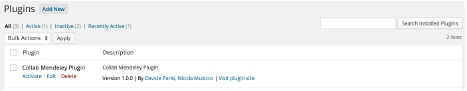 Plugins Add New
All (3) | Active (1) | Inactive (2) | Recently Active (1)
Search Installed Plugins
Bulk Actions Apply
3 items
Plugin Description
Collab Mendeley Plugin Collab Mendeley Plugin
Activate | Edit | Delete Version 1.0.0 | By Davide Parisi, Nicola Musicco | Visit plugin site